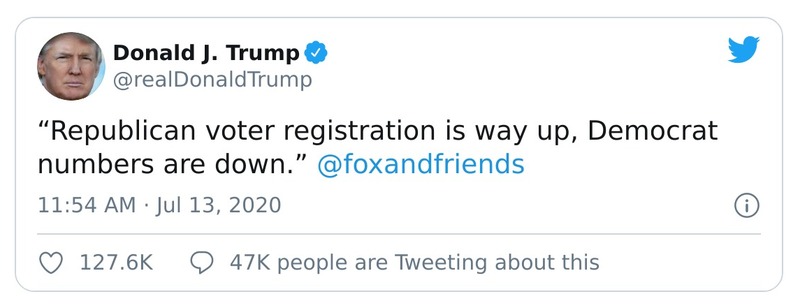 Donald J. Trump
@realDonaldTrump
“Republican voter registration is way up, Democrat
numbers are down.” @foxandfriends
11:54 AM · Jul 13, 2020
127.6K 47K people are Tweeting about this